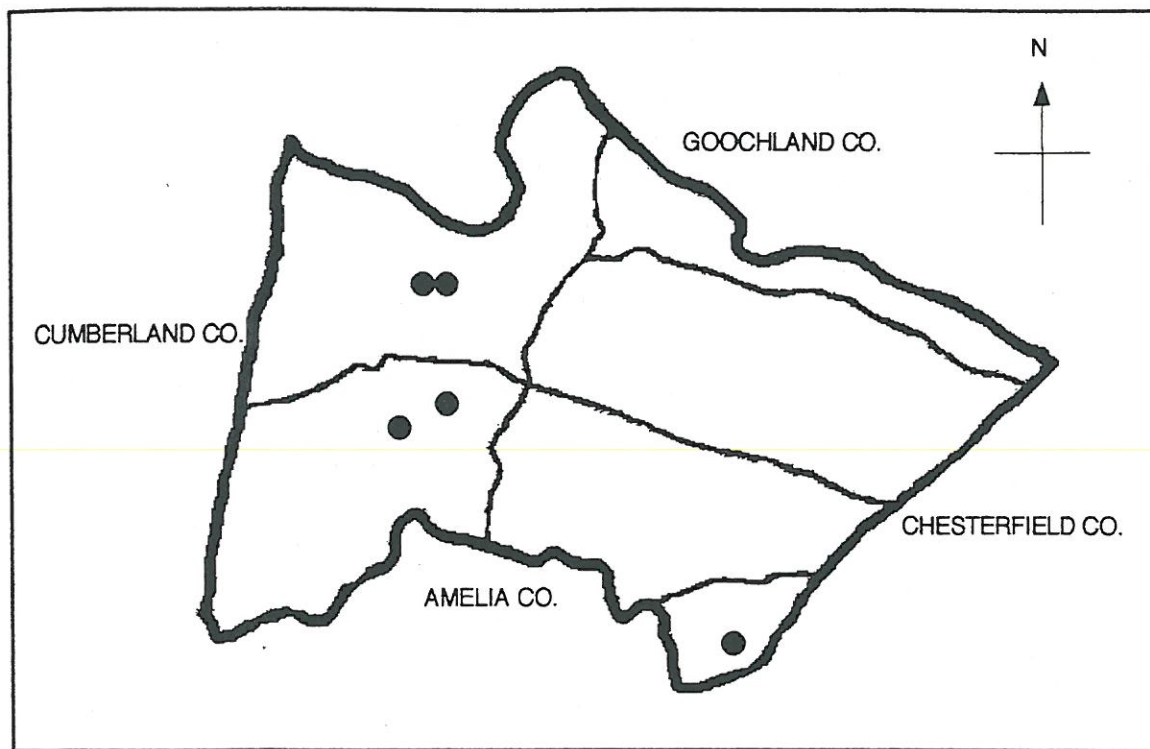 N
GOOCHLAND CO.
CUMBERLAND CO.
CHESTERFIELD CO.
AMELIA CO.